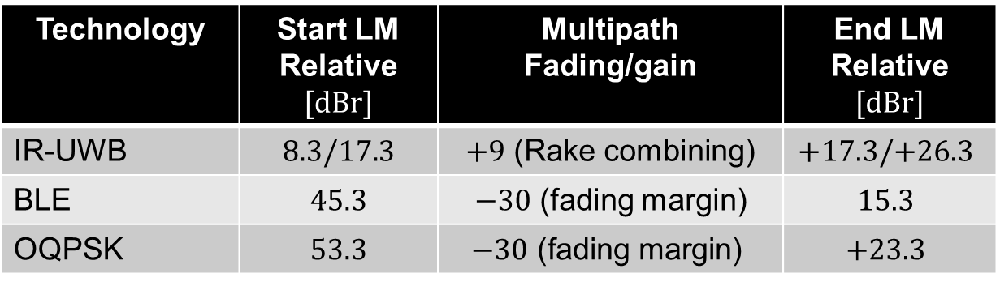 Technology Start LM Relative [dBr] Multipath Fading/gain End LM Relative [dBr]
IR-UWB 8.3/17.3 +9 (Rake combining) +17.3/+26.3
BLE 45.3 −30 (fading margin) 15.3
OQPSK 53.3 −30 (fading margin) +23.3